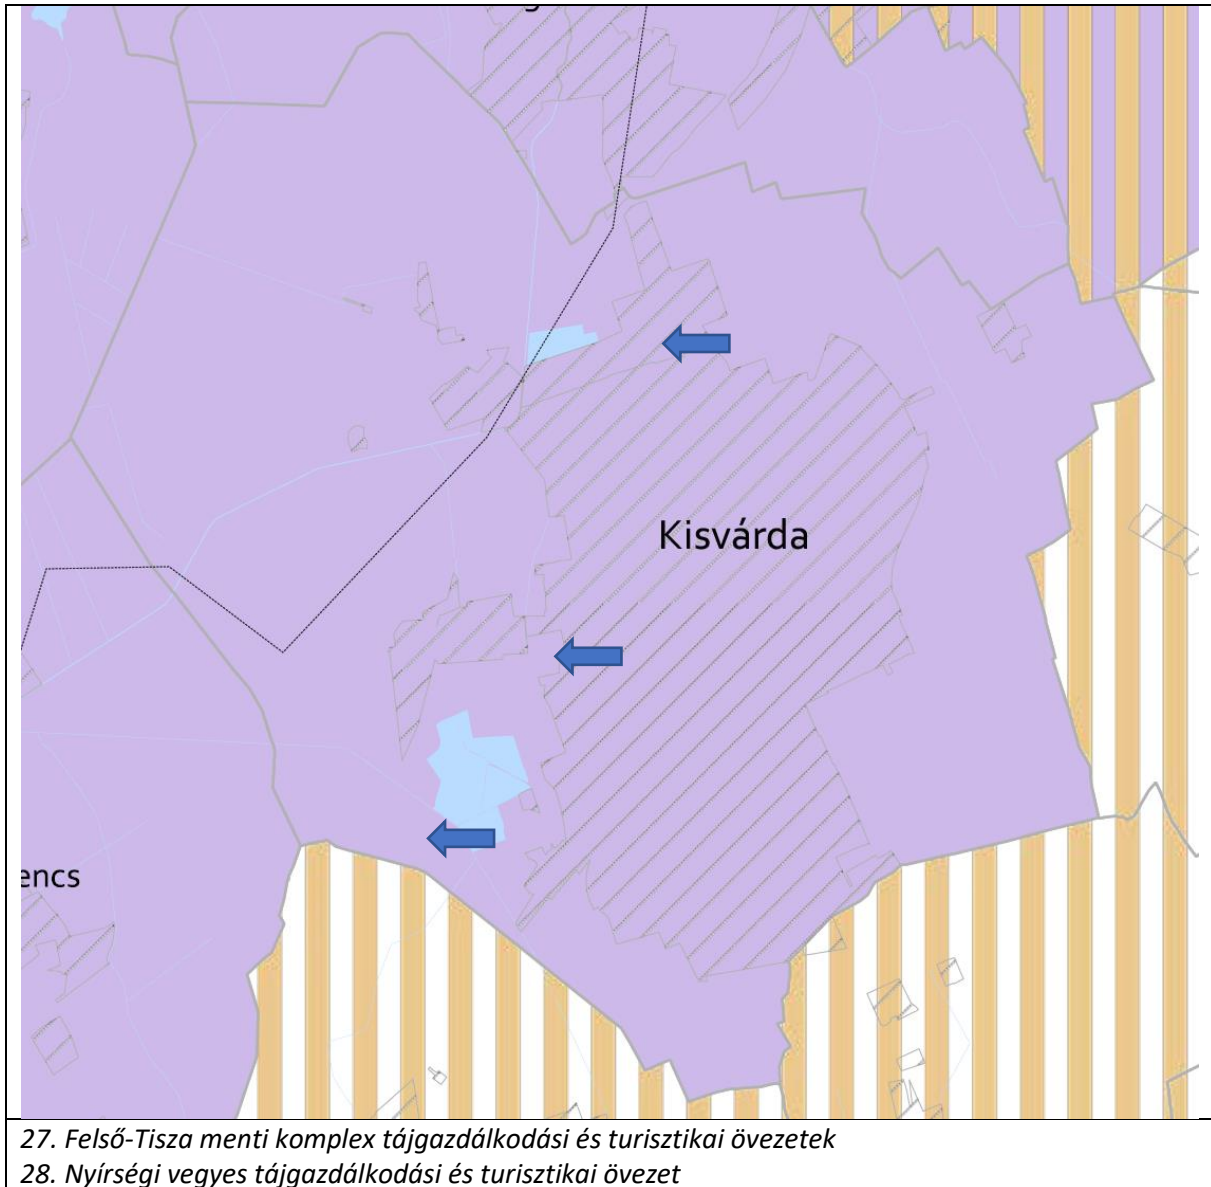 Kisvárda
encs
27. Felső-Tisza menti komplex tájgazdálkodási és turisztikai övezetek
28. Nyírségi vegyes tájgazdálkodási és turisztikai övezet